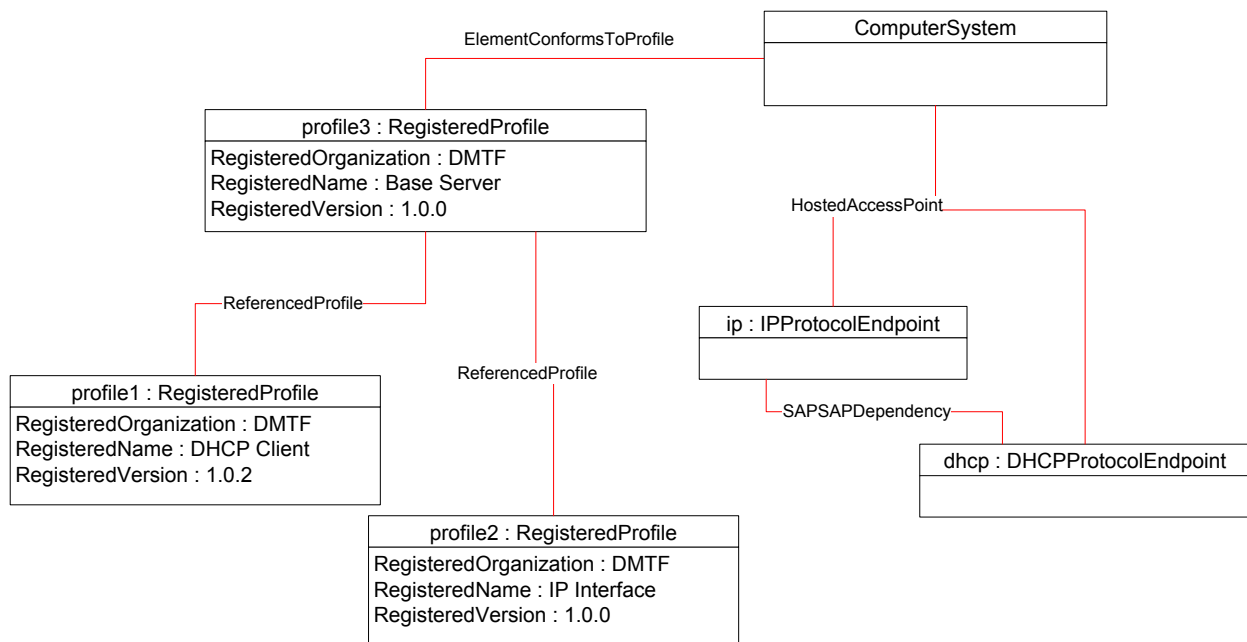 ElementConformsToProfile
ComputerSystem
profile3 : RegisteredProfile
RegisteredOrganization : DMTF
RegisteredName : Base Server
RegisteredVersion : 1.0.0
HostedAccessPoint
ReferencedProfile
ip : IPProtocolEndpoint
ReferencedProfile
profile1 : RegisteredProfile
RegisteredOrganization : DMTF
RegisteredName : DHCP Client
RegisteredVersion : 1.0.2
SAPSAPDependency
dhcp : DHCPProtocolEndpoint
profile2 : RegisteredProfile
RegisteredOrganization : DMTF
RegisteredName : IP Interface
RegisteredVersion : 1.0.0